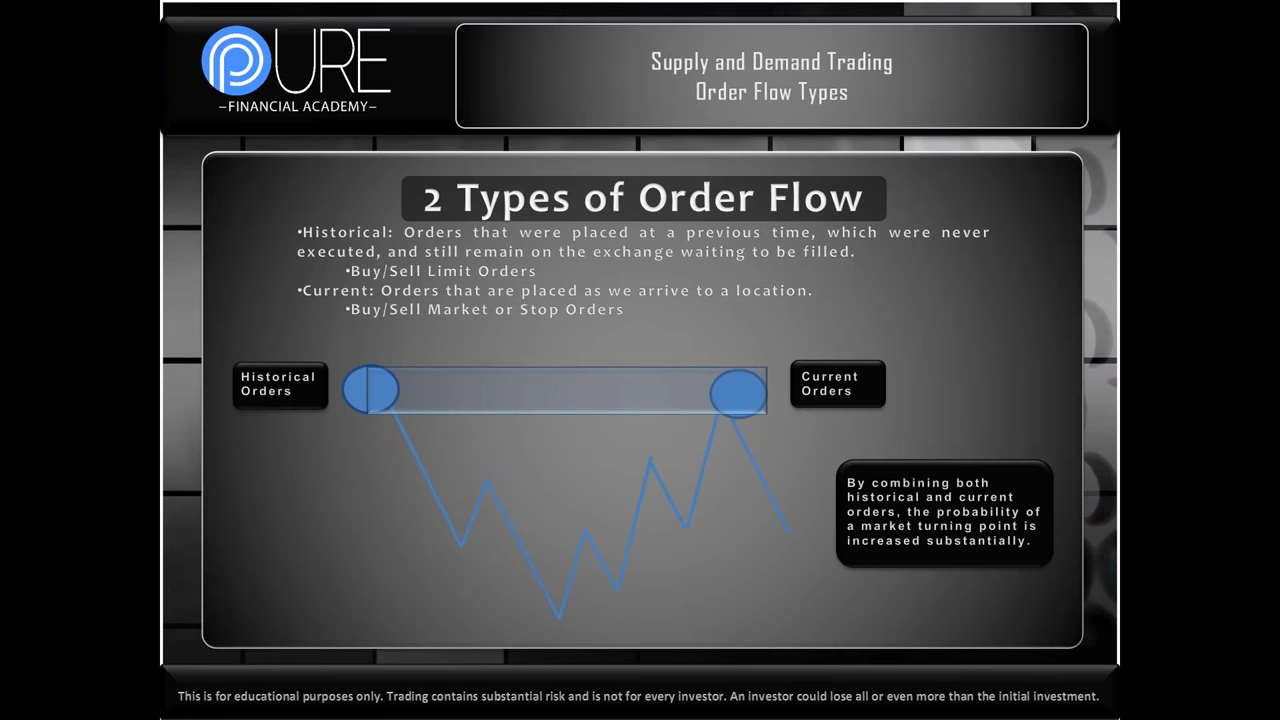 PURE
–FINANCIAL ACADEMY–
Supply and Demand Trading
Order Flow Types
2 Types of Order Flow
•Historical: Orders that were placed at a previous time, which were never
executed, and still remain on the exchange waiting to be filled.
•Buy/Sell Limit Orders
•Current: Orders that are placed as we arrive to a location.
•Buy/Sell Market or Stop Orders
Historical
Orders
Current
Orders
By combining both
historical and current
orders, the probability of
a market turning point is
increased substantially.
This is for educational purposes only. Trading contains substantial risk and is not for every investor. An investor could lose all or even more than the initial investment.